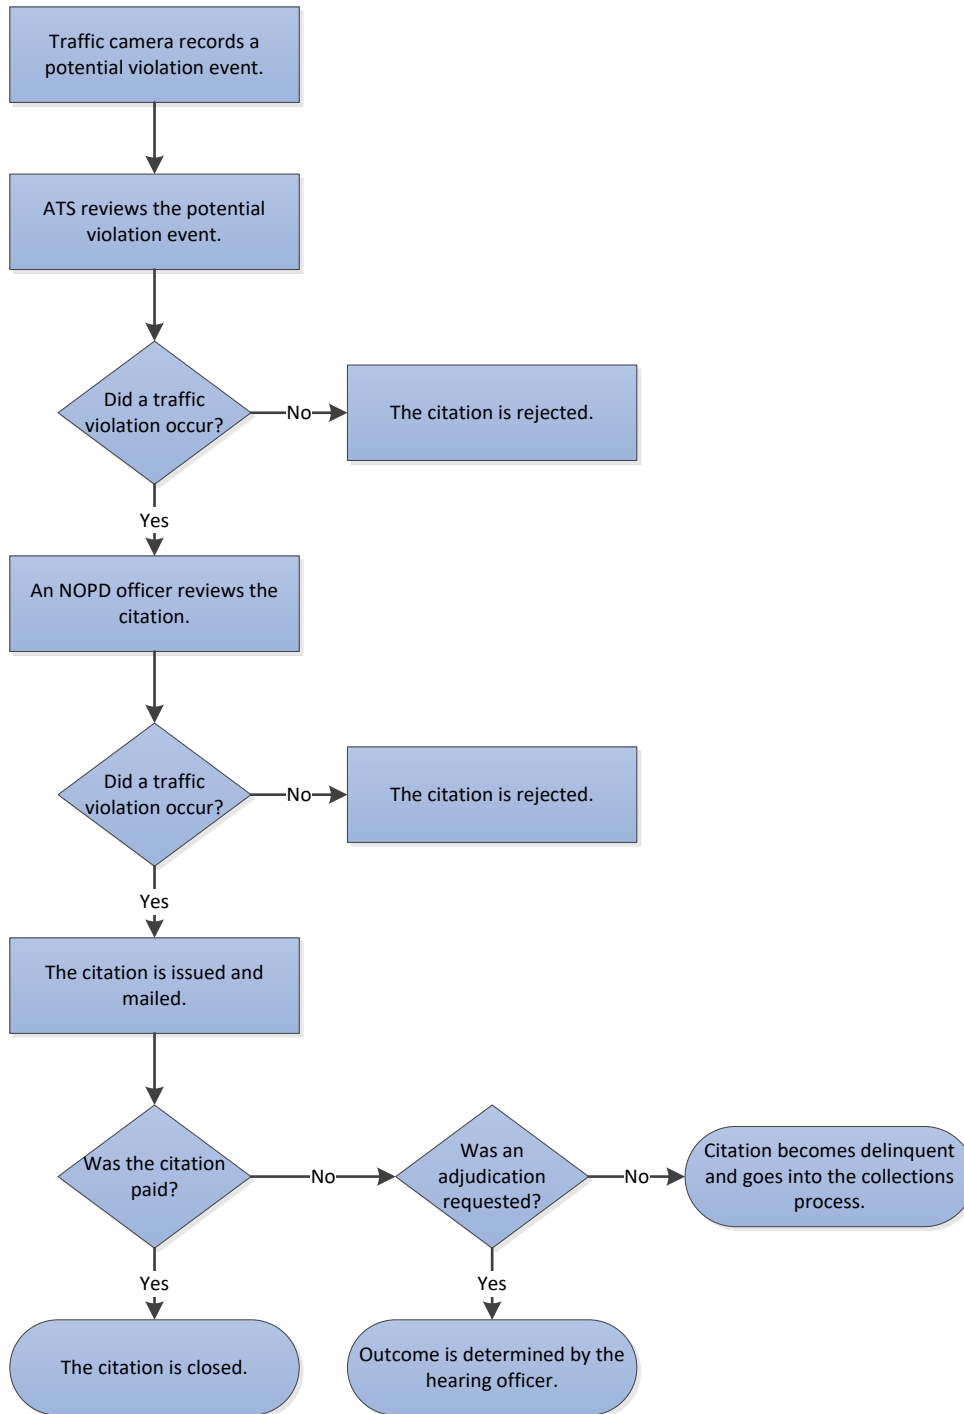 Traffic camera records a
potential violation event.
ATS reviews the potential
violation event.
Did a traffic
violation occur?
No
The citation is rejected.
Yes
An NOPD officer reviews the
citation.
Did a traffic
violation occur?
No
The citation is rejected.
Yes
The citation is issued and
mailed.
Was the citation
paid?
No
Was an
adjudication
requested?
No
Citation becomes delinquent
and goes into the collections
process.
Yes
Yes
The citation is closed.
Outcome is determined by the
hearing officer.